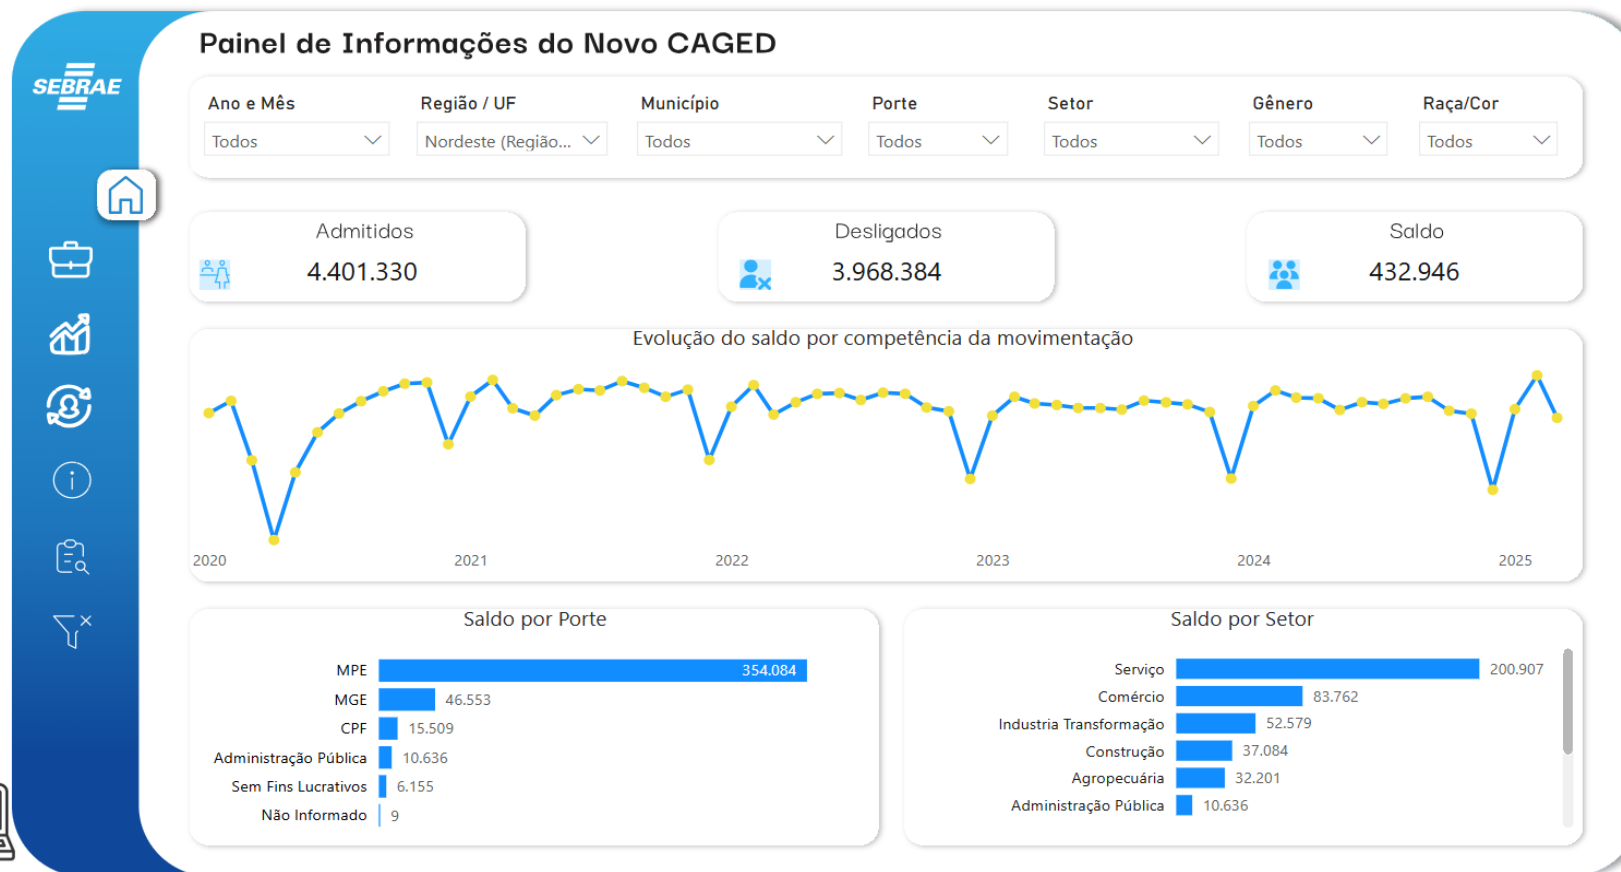 Painel de Informações do Novo CAGED
SEBRAE
Ano e Mês
Região / UF
Município
Porte
Setor
Gênero
Raça/Cor
Todos
Nordeste (Região...
Todos
Todos
Todos
Todos
Todos
Admitidos
4.401.330
Desligados
3.968.384
Saldo
432.946
Evolução do saldo por competência da movimentação
2020
2021
2022
2023
2024
2025
Saldo por Porte
MPE 354.084
MGE 46.553
CPF 15.509
Administração Pública 10.636
Sem Fins Lucrativos 6.155
Não Informado 9
Saldo por Setor
Serviço 200.907
Comércio 83.762
Industria Transformação 52.579
Construção 37.084
Agropecuária 32.201
Administração Pública 10.636